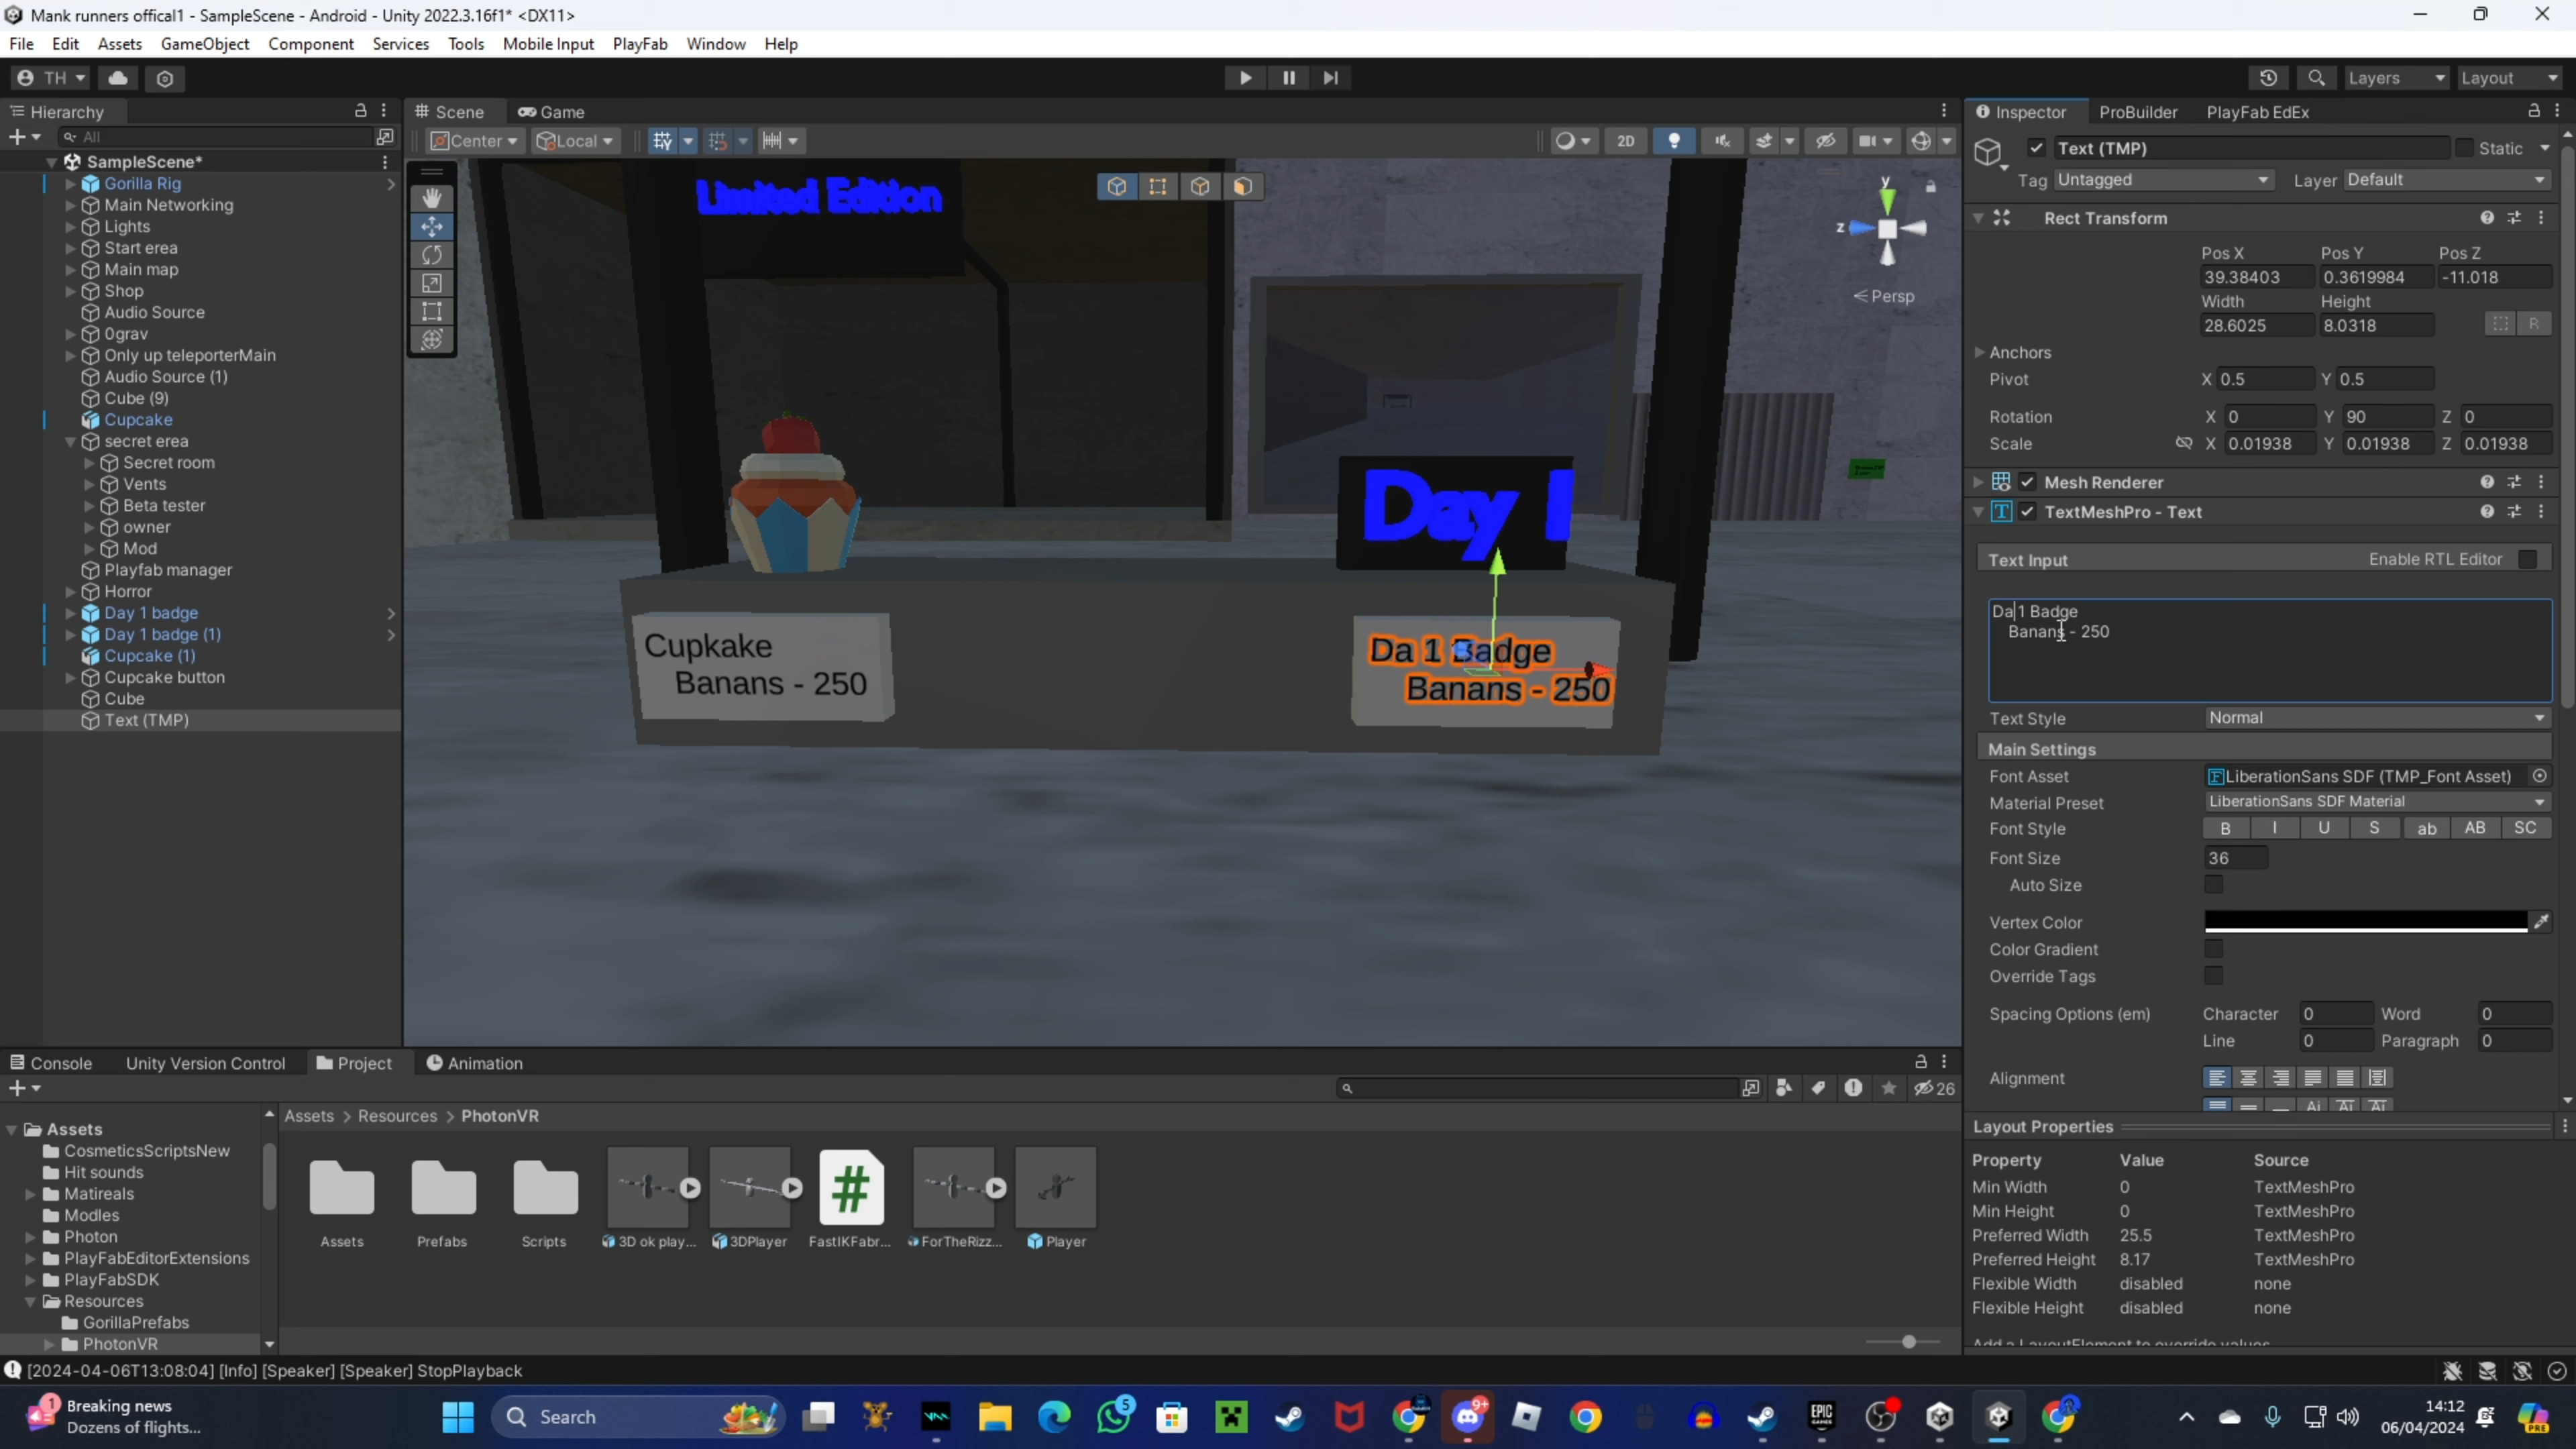 Mank runners offical1 - SampleScene - Android - Unity 2022.3.16f1* <DX11>
File Edit Assets GameObject Component Services Tools Mobile Input PlayFab Window Help
TH
Layers Layout
Hierarchy
All
SampleScene*
Gorilla Rig
Main Networking
Lights
Start erea
Main map
Shop
Audio Source
0grav
Only up teleporterMain
Audio Source (1)
Cube (9)
Cupcake
secret erea
Secret room
Vents
Beta tester
owner
Mod
Playfab manager
Horror
Day 1 badge
Day 1 badge (1)
Cupcake (1)
Cupcake button
Cube
Text (TMP)
Scene Game
Center Local
2D
Limited Edition
y
z
Persp
Day 1
Cupkake
Banans - 250
Da 1 Badge
Banans - 250
Inspector ProBuilder PlayFab EdEx
Text (TMP) Static
Tag Untagged Layer Default
Rect Transform
Pos X Pos Y Pos Z
39.38403 0.3619984 -11.018
Width Height
28.6025 8.0318
R
Anchors
Pivot X 0.5 Y 0.5
Rotation X 0 Y 90 Z 0
Scale X 0.01938 Y 0.01938 Z 0.01938
Mesh Renderer
TextMeshPro - Text
Text Input Enable RTL Editor
Da 1 Badge
Banans - 250
Text Style Normal
Main Settings
Font Asset LiberationSans SDF (TMP_Font Asset)
Material Preset LiberationSans SDF Material
Font Style B I U S ab AB SC
Font Size 36
Auto Size
Vertex Color
Color Gradient
Override Tags
Spacing Options (em) Character 0 Word 0
Line 0 Paragraph 0
Alignment
Layout Properties
Property Value Source
Min Width 0 TextMeshPro
Min Height 0 TextMeshPro
Preferred Width 25.5 TextMeshPro
Preferred Height 8.17 TextMeshPro
Flexible Width disabled none
Flexible Height disabled none
Add a LayoutElement to override values
Console Unity Version Control Project Animation
26
Assets
CosmeticsScriptsNew
Hit sounds
Matireals
Modles
Photon
PlayFabEditorExtensions
PlayFabSDK
Resources
GorillaPrefabs
PhotonVR
Assets > Resources > PhotonVR
Assets Prefabs Scripts 3D ok play... 3DPlayer FastIKFabr... ForTheRizz... Player
[2024-04-06T13:08:04] [Info] [Speaker] [Speaker] StopPlayback
1
Breaking news
Dozens of flights...
Search
5
9+
EPIC GAMES
14:12
06/04/2024
PRE